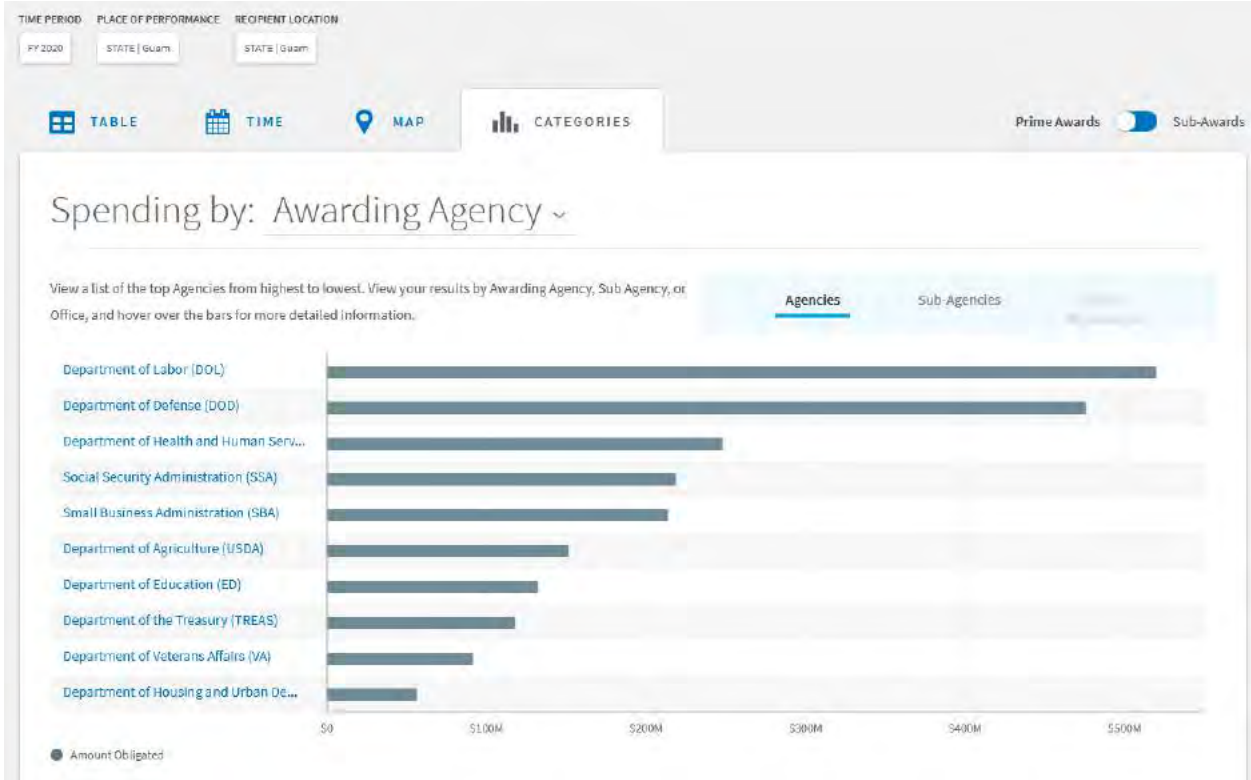 TIME PERIOD PLACE OF PERFORMANCE RECIPIENT LOCATION
FY 2020 STATE | Guam STATE | Guam
TABLE TIME MAP CATEGORIES Prime Awards Sub-Awards
Spending by: Awarding Agency
View a list of the top Agencies from highest to lowest. View your results by Awarding Agency, Sub Agency, or
Office, and hover over the bars for more detailed information.
Agencies Sub-Agencies
Department of Labor (DOL)
Department of Defense (DOD)
Department of Health and Human Serv...
Social Security Administration (SSA)
Small Business Administration (SBA)
Department of Agriculture (USDA)
Department of Education (ED)
Department of the Treasury (TREAS)
Department of Veterans Affairs (VA)
Department of Housing and Urban De...
$0 $100M $200M $300M $400M $500M
Amount Obligated